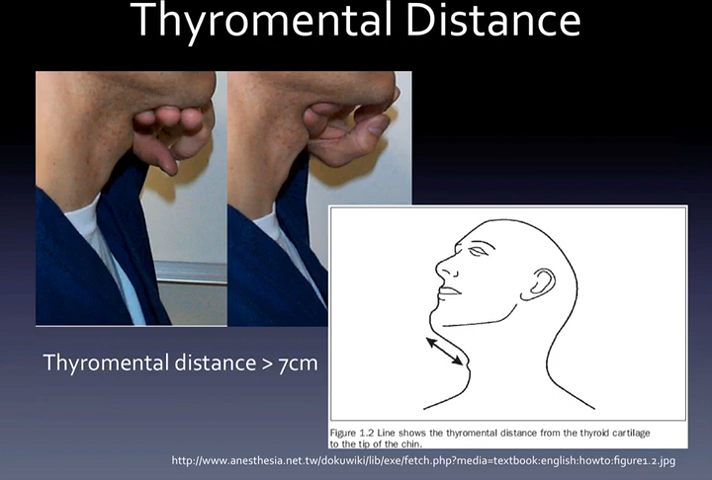 Thyromental Distance
Thyromental distance > 7cm
Figure 1.2 Line shows the thyromental distance from the thyroid cartilage
to the tip of the chin.
http://www.anesthesia.net.tw/dokuwiki/lib/exe/fetch.php?media=textbook:english:howto:figure1.2.jpg